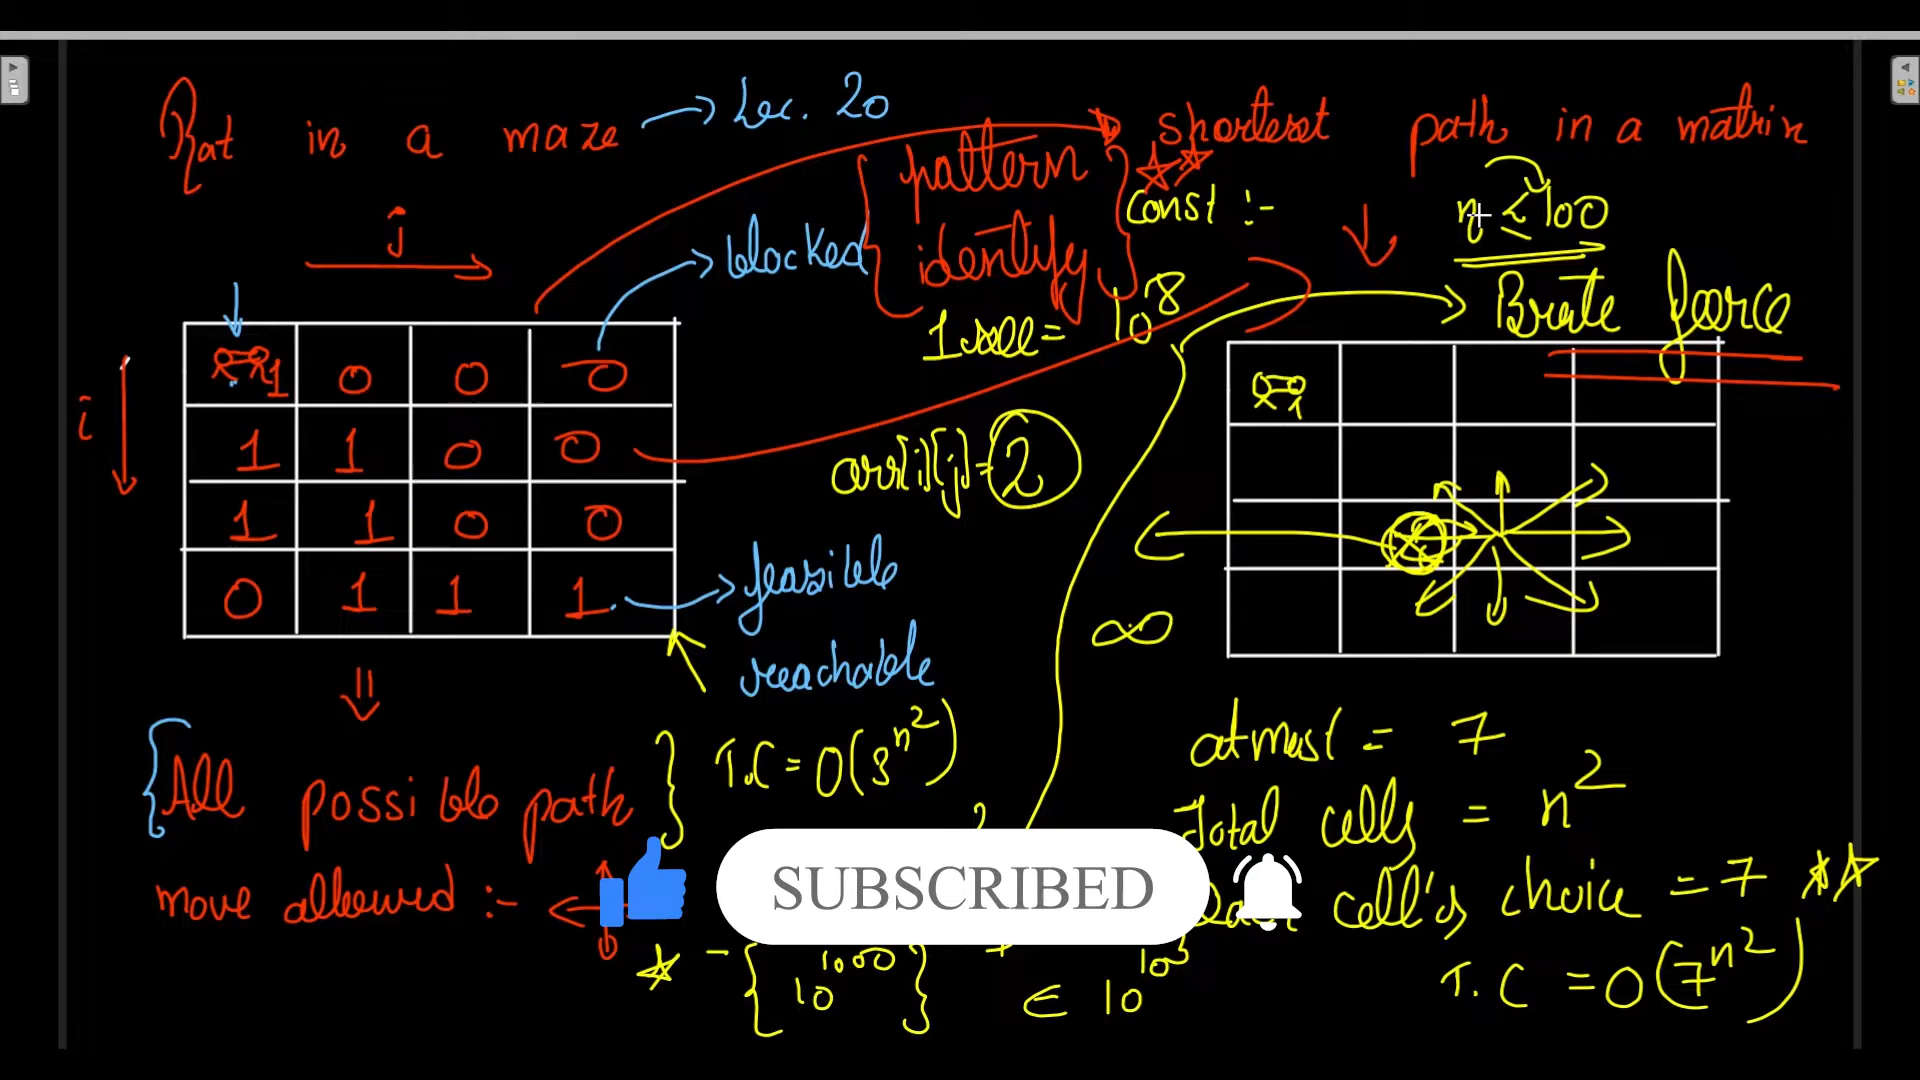 Rat in a maze → Lec. 20
shortest path in a matrix
{pattern identify}
const :- n ≤ 100
j
blocked
1 sec = 10^8
Brute force
i
1 0 0 0
1 1 0 0
1 1 0 0
0 1 1 1
arr[i][j] = 2
feasible
reachable
∞
{All possible path}
T.C = O(3^n^2)
move allowed :-
atmost = 7
Total cells = n^2
cell's choice = 7
T.C = O(7^n^2)
SUBSCRIBED
{10^1000} ∈ 10^10^3